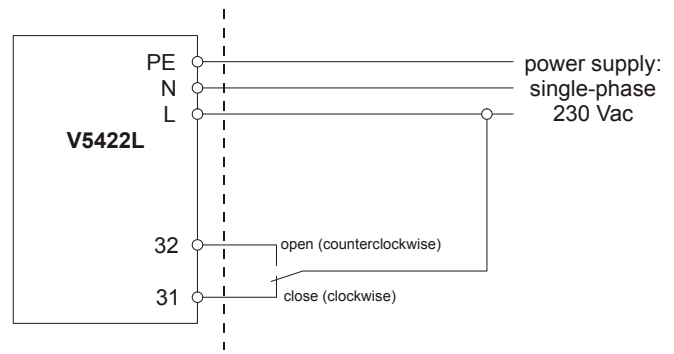 PE
power supply:
N
single-phase
L
230 Vac
V5422L
32
open (counterclockwise)
31
close (clockwise)